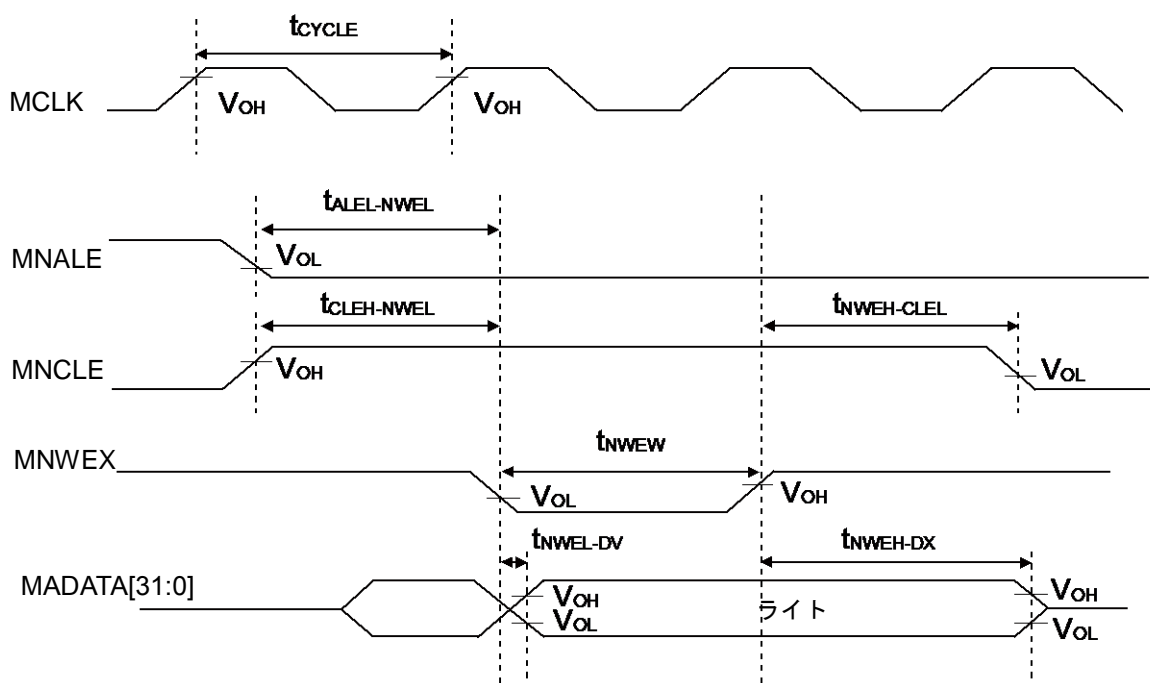 tCYCLE
MCLK
VOH
VOH
tALEL-NWEL
MNALE
VOL
tCLEH-NWEL
tNWEH-CLEL
MNCLE
VOH
VOL
MNWEX
tNWEW
VOL
VOH
tNWEL-DV
tNWEH-DX
MADATA[31:0]
VOH
VOL
ライト
VOH
VOL